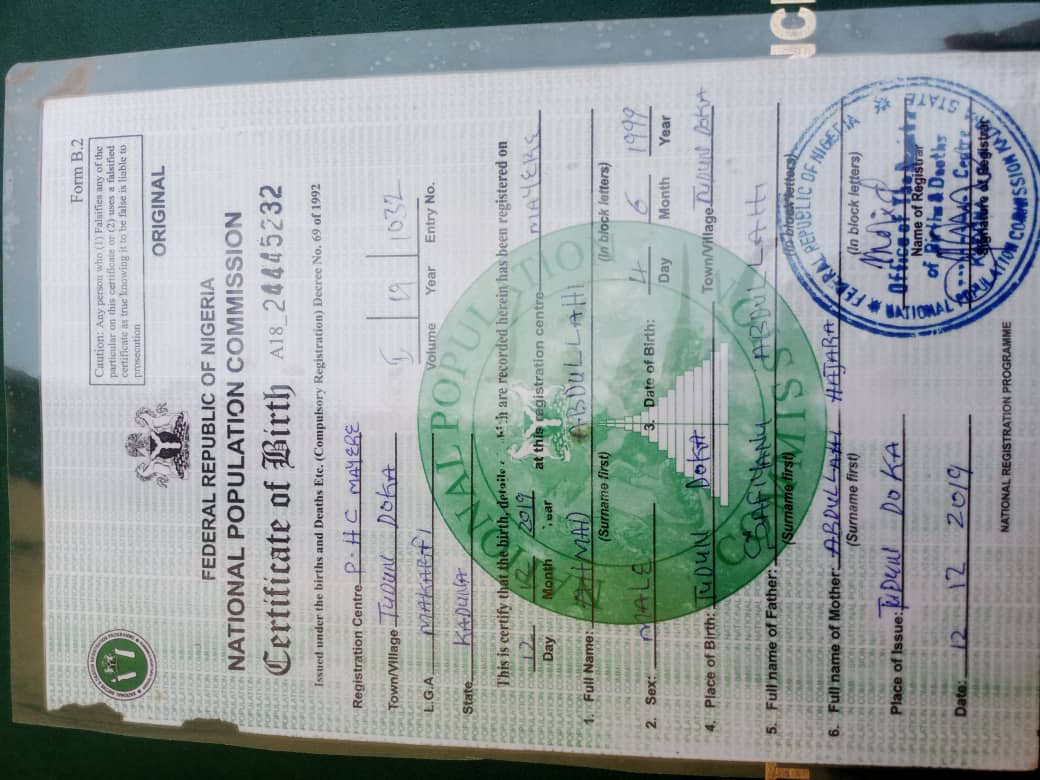 Form B.2
Caution: Any person who (1) Falsifies any of the
particular on this certificate or (2) uses a falsified
certificate as true knowing it to be false is liable to
prosecution
ORIGINAL
FEDERAL REPUBLIC OF NIGERIA
NATIONAL POPULATION COMMISSION
Certificate of Birth A18_24445232
Issued under the births and Deaths Etc. (Compulsory Registration) Decree No. 69 of 1992
Registration Centre P.H.C MAYERE
Town/Village TUDUN DOKA
L.G.A MAKARFI I 19 1032
Volume Year Entry No.
State KADUNA
This is certify that the birth, details are recorded herein has been registered on
12 12 2019 at this registration centre MAYERE
Day Month Year
1. Full Name: AHMAD ABDULLAHI
(Surname first) (In block letters)
2. Sex: MALE 3. Date of Birth: 4 6 1999
Day Month Year
4. Place of Birth: TUDUN DOKA Town/Village TUDUN DOKA
5. Full name of Father: ABDULLAHI
(Surname first) (In block letters)
6. Full name of Mother: ABDULLAHI HAJARA
(Surname first) (In block letters)
Place of Issue: TUDUN DOKA
Name of Registrar
Office of The
of Births & Deaths
Centre
Signature of Registrar
FEDERAL REPUBLIC OF NIGERIA
NATIONAL POPULATION COMMISSION
STATE
Date: 12 12 2019
NATIONAL REGISTRATION PROGRAMME
NATIONAL POPULATION
COMMISSION